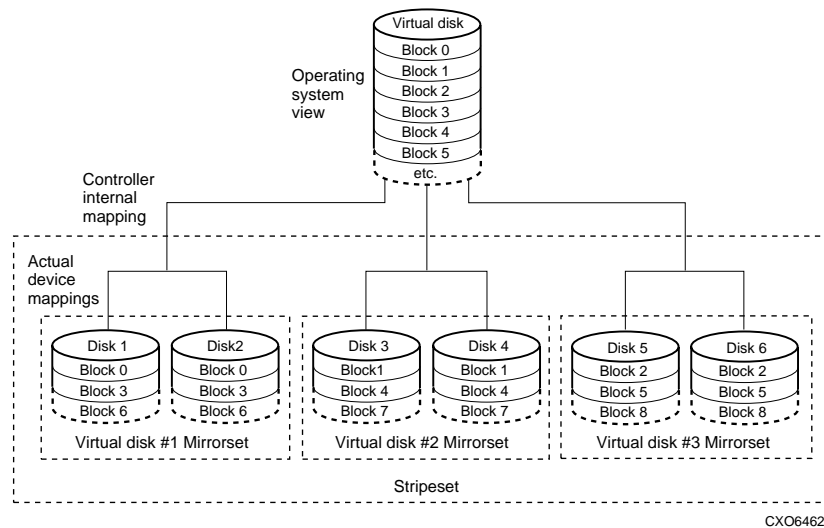 Virtual disk
Block 0
Block 1
Block 2
Block 3
Block 4
Block 5
etc.
Operating
system
view
Controller
internal
mapping
Actual
device
mappings
Disk 1
Block 0
Block 3
Block 6
Disk2
Block 0
Block 3
Block 6
Virtual disk #1 Mirrorset
Disk 3
Block1
Block 4
Block 7
Disk 4
Block 1
Block 4
Block 7
Virtual disk #2 Mirrorset
Disk 5
Block 2
Block 5
Block 8
Disk 6
Block 2
Block 5
Block 8
Virtual disk #3 Mirrorset
Stripeset
CXO6462